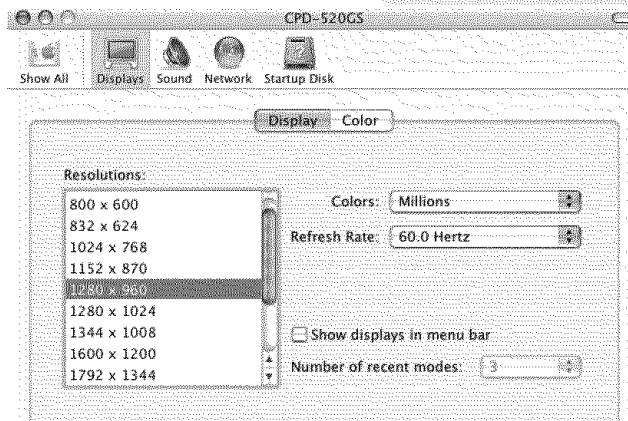 CPD-520GS
Show All Displays Sound Network Startup Disk
Display Color
Resolutions:
800 x 600
832 x 624
1024 x 768
1152 x 870
1280 x 960
1280 x 1024
1344 x 1008
1600 x 1200
1792 x 1344
Colors: Millions
Refresh Rate: 60.0 Hertz
Show displays in menu bar
Number of recent modes: 3